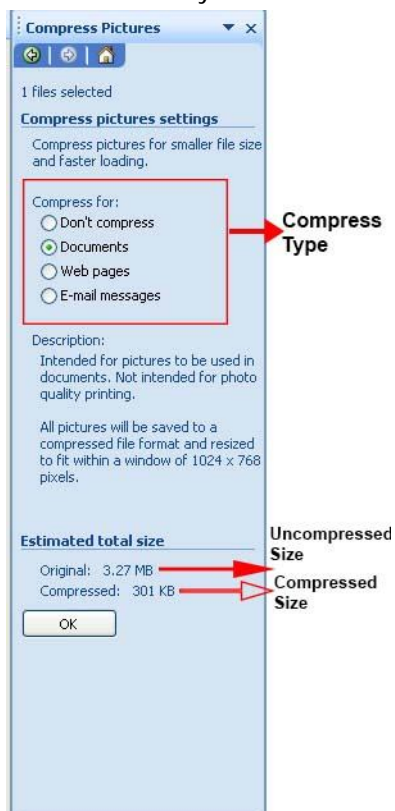 Compress Pictures
1 files selected
Compress pictures settings
Compress pictures for smaller file size
and faster loading.
Compress for:
Don't compress
Documents
Web pages
E-mail messages
Compress
Type
Description:
Intended for pictures to be used in
documents. Not intended for photo
quality printing.
All pictures will be saved to a
compressed file format and resized
to fit within a window of 1024 x 768
pixels.
Estimated total size
Uncompressed
Size
Original: 3.27 MB
Compressed: 301 KB
Compressed
Size
OK